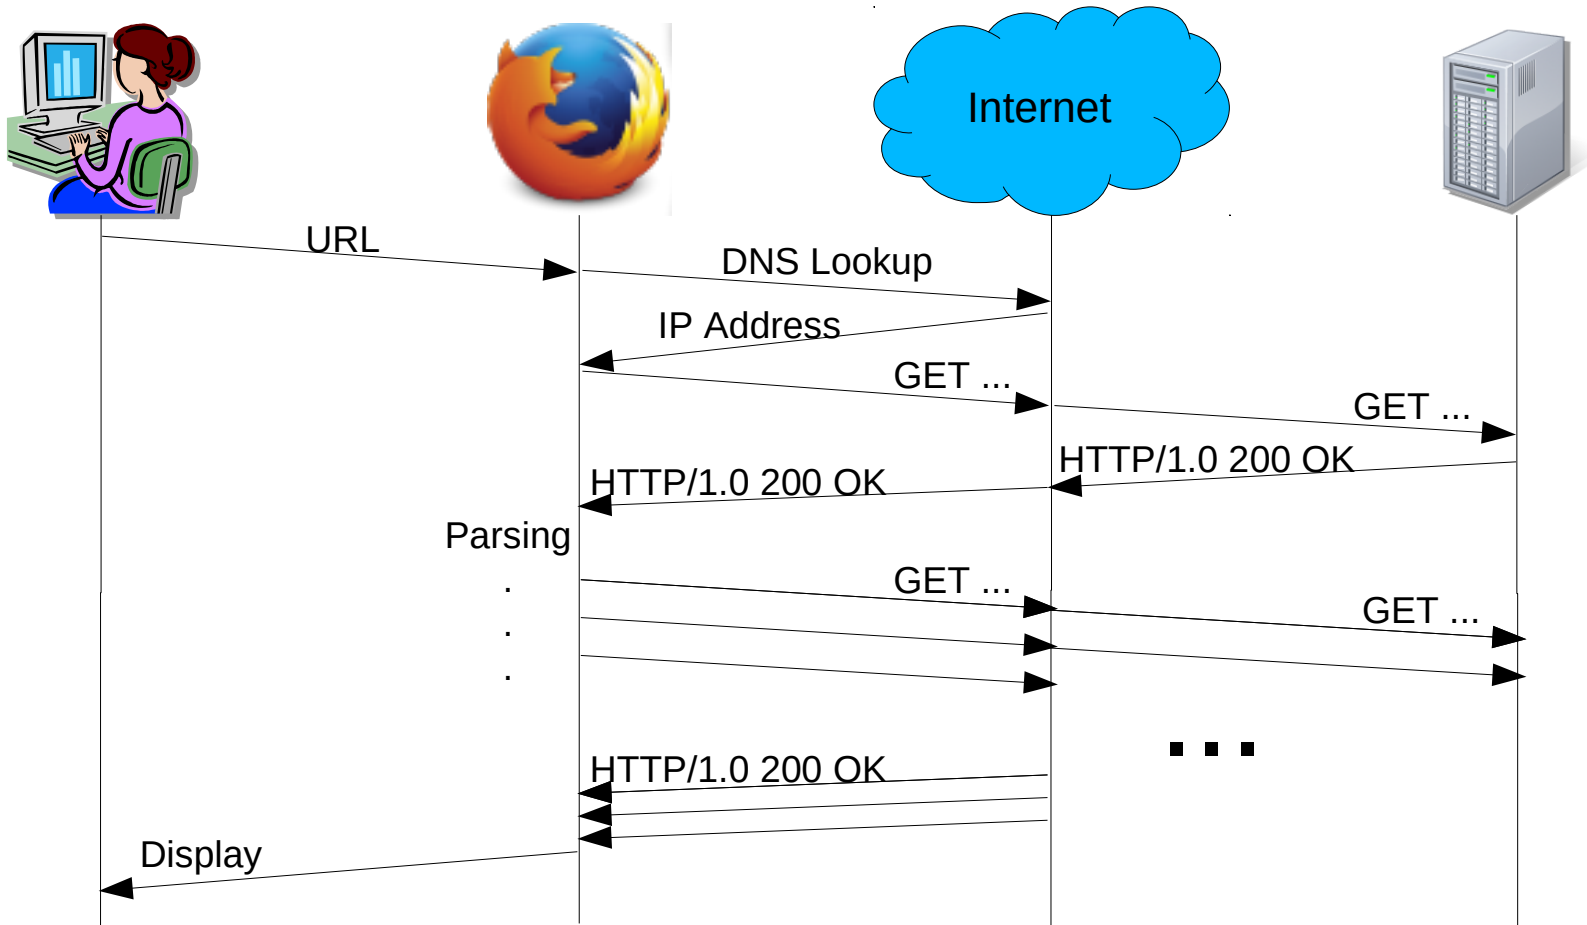 Internet
URL
DNS Lookup
IP Address
GET ...
GET ...
HTTP/1.0 200 OK
HTTP/1.0 200 OK
Parsing
.
.
.
GET ...
GET ...
...
HTTP/1.0 200 OK
Display